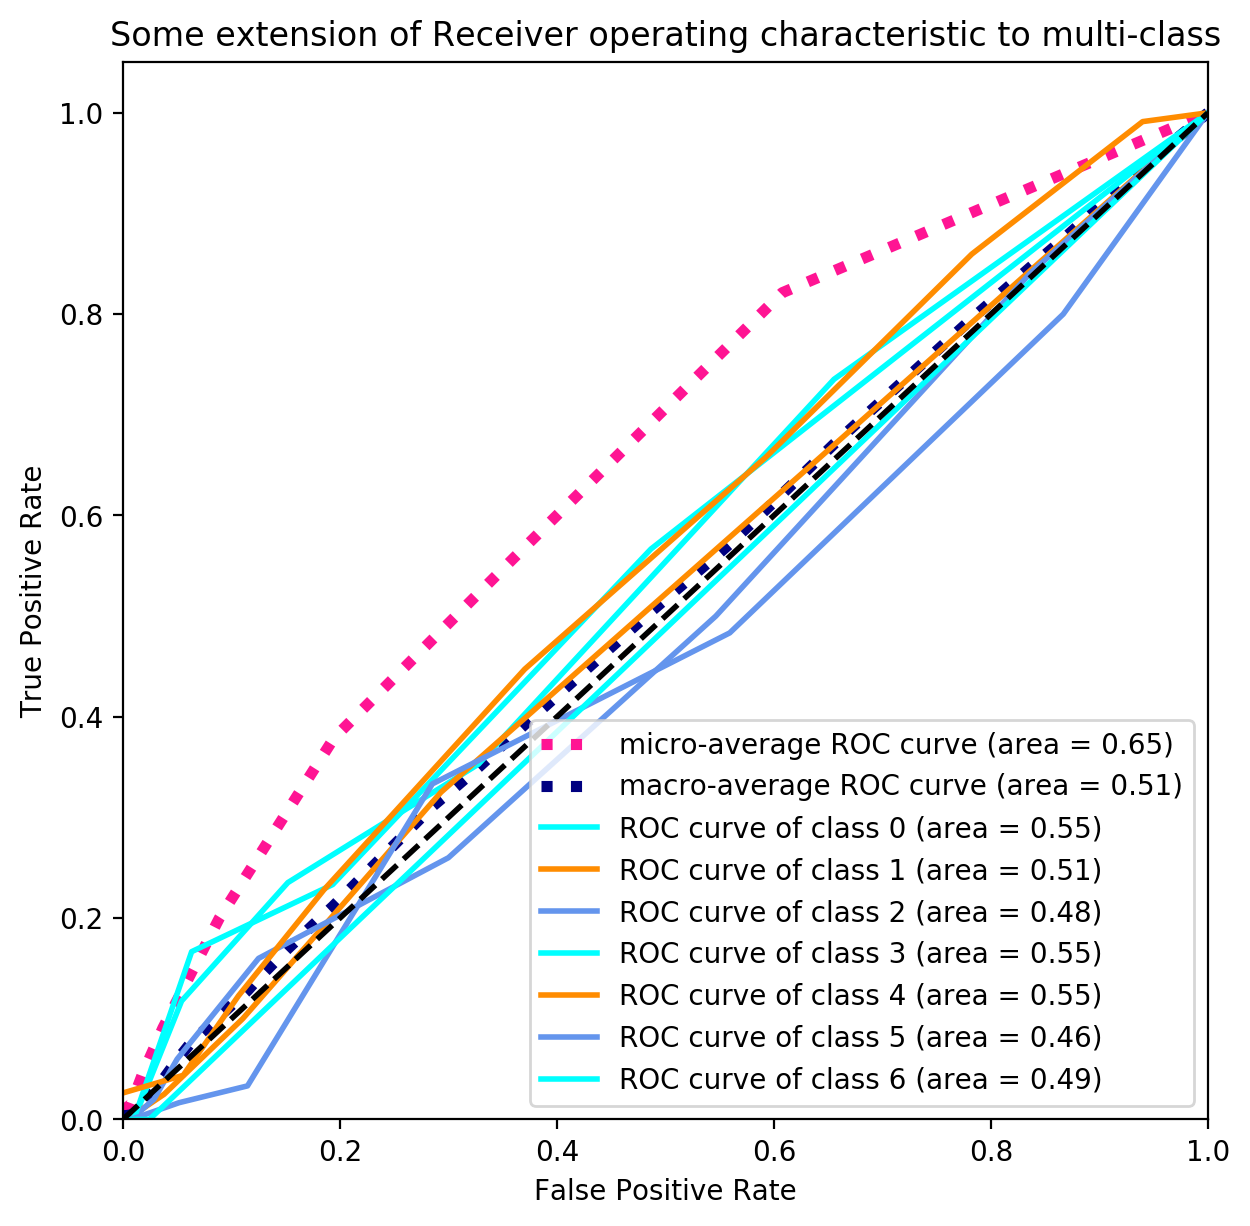 Some extension of Receiver operating characteristic to multi-class
1.0
0.8
0.6
0.4
0.2
0.0
True Positive Rate
micro-average ROC curve (area = 0.65)
macro-average ROC curve (area = 0.51)
ROC curve of class 0 (area = 0.55)
ROC curve of class 1 (area = 0.51)
ROC curve of class 2 (area = 0.48)
ROC curve of class 3 (area = 0.55)
ROC curve of class 4 (area = 0.55)
ROC curve of class 5 (area = 0.46)
ROC curve of class 6 (area = 0.49)
0.0 0.2 0.4 0.6 0.8 1.0
False Positive Rate